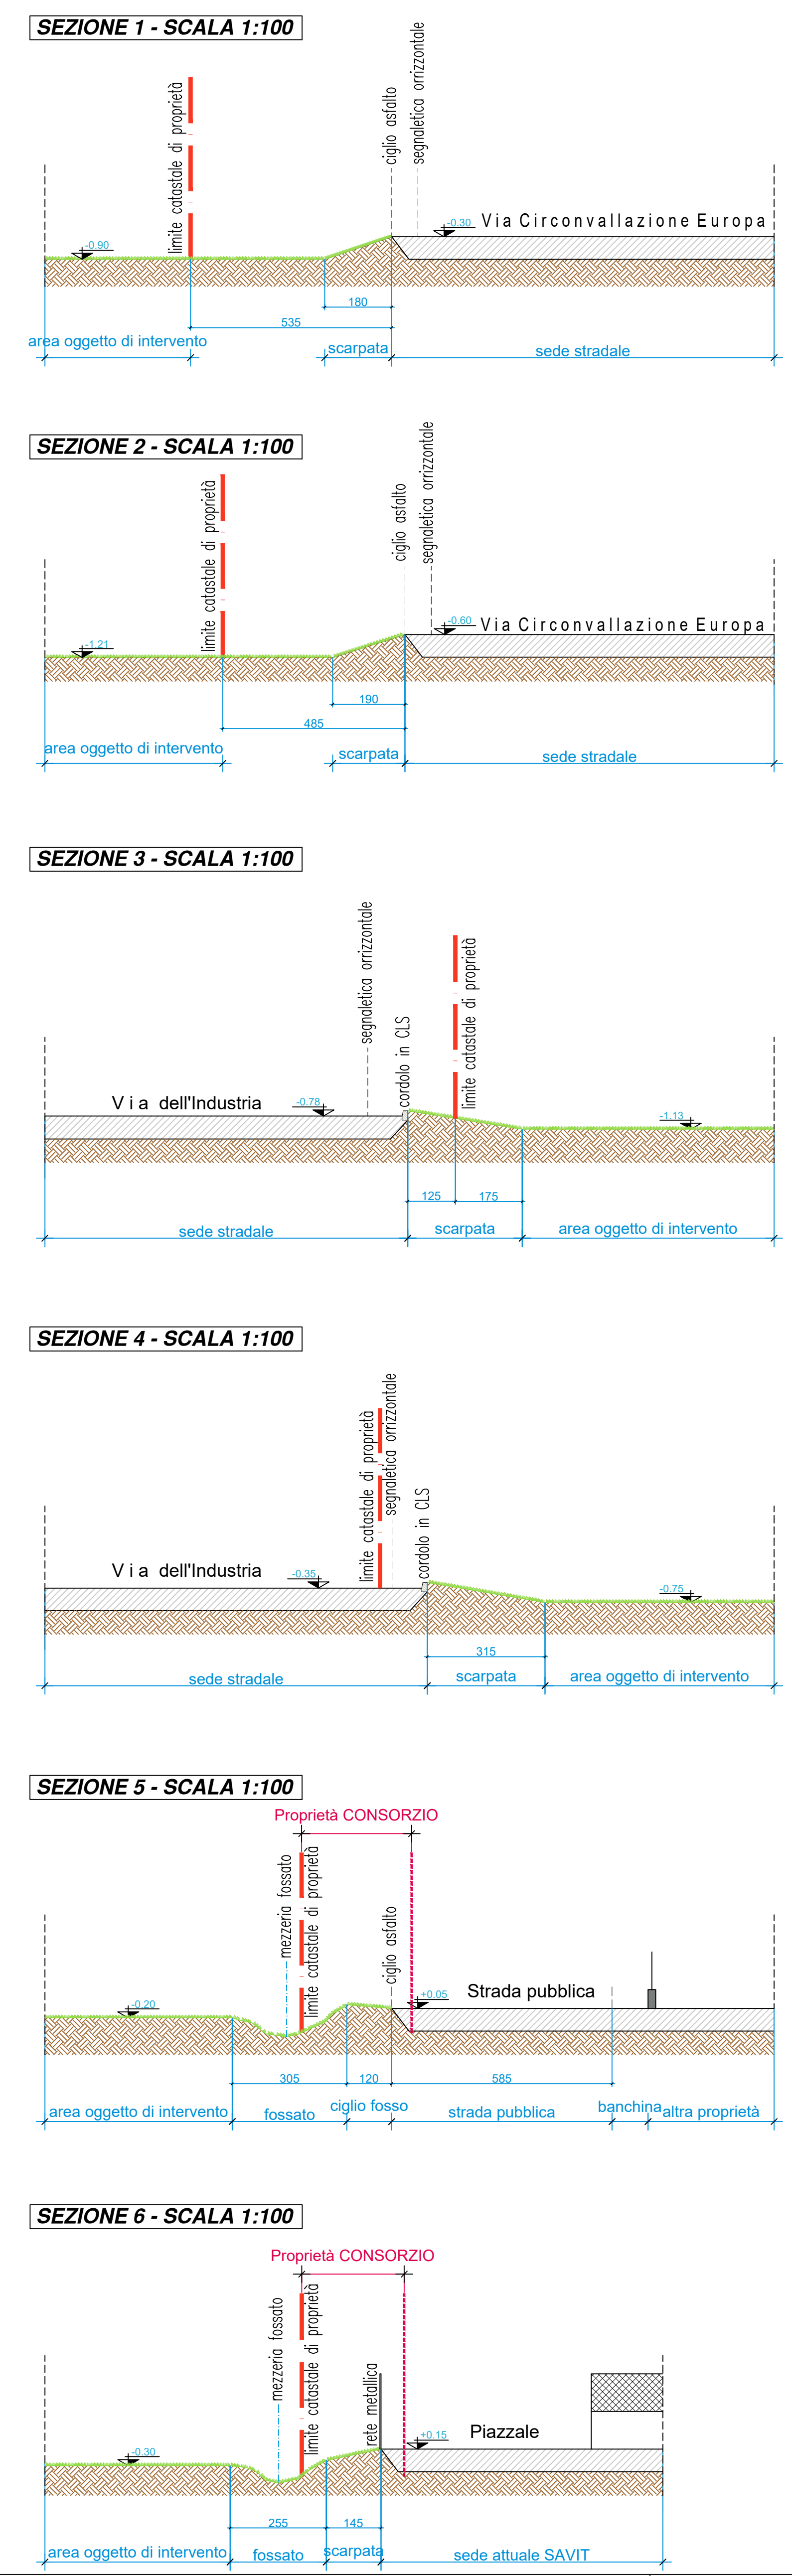 SEZIONE 1 - SCALA 1:100
limite catastale di proprietà
ciglio asfalto
segnaletica orrizzontale
-0.90
-0.30
Via Circonvallazione Europa
180
535
area oggetto di intervento
scarpata
sede stradale
SEZIONE 2 - SCALA 1:100
limite catastale di proprietà
ciglio asfalto
segnaletica orrizzontale
-1,21
-0.60
Via Circonvallazione Europa
190
485
area oggetto di intervento
scarpata
sede stradale
SEZIONE 3 - SCALA 1:100
segnaletica orrizzontale
cordolo in CLS
limite catastale di proprietà
Via dell'Industria
-0.78
-1.13
125
175
sede stradale
scarpata
area oggetto di intervento
SEZIONE 4 - SCALA 1:100
limite catastale di proprietà
segnaletica orrizzontale
cordolo in CLS
Via dell'Industria
-0.35
-0.75
315
sede stradale
scarpata
area oggetto di intervento
SEZIONE 5 - SCALA 1:100
Proprietà CONSORZIO
mezzeria fossato
limite catastale di proprietà
ciglio asfalto
-0.20
+0.05
Strada pubblica
305
120
585
area oggetto di intervento
fossato
ciglio fosso
strada pubblica
banchina
altra proprietà
SEZIONE 6 - SCALA 1:100
Proprietà CONSORZIO
mezzeria fossato
limite catastale di proprietà
rete metallica
-0.30
+0.15
Piazzale
255
145
area oggetto di intervento
fossato
scarpata
sede attuale SAVIT